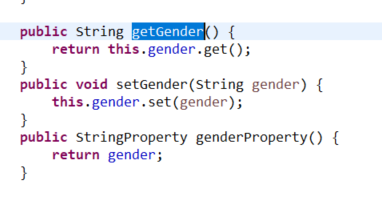 }
public String getGender() {
return this.gender.get();
}
public void setGender(String gender) {
this.gender.set(gender);
}
public StringProperty genderProperty() {
return gender;
}